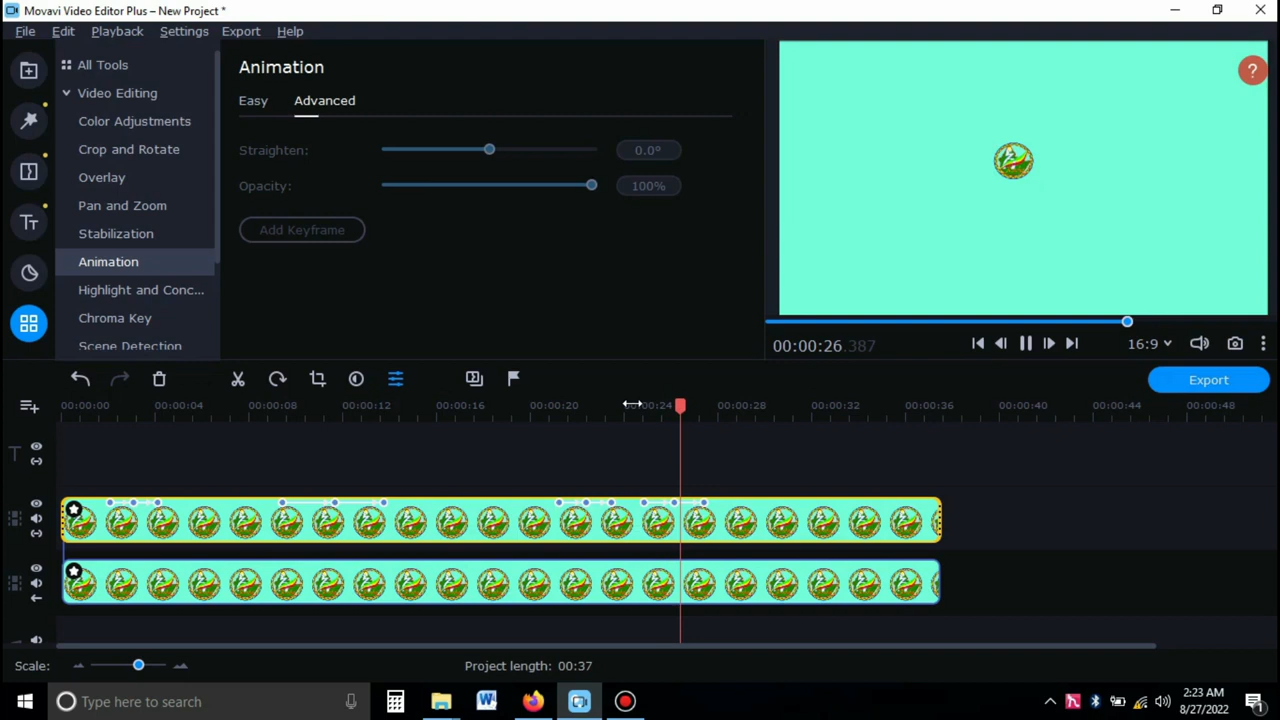 Movavi Video Editor Plus – New Project *
File Edit Playback Settings Export Help
All Tools
Video Editing
Color Adjustments
Crop and Rotate
Overlay
Pan and Zoom
Stabilization
Animation
Highlight and Conc...
Chroma Key
Scene Detection
Animation
Easy Advanced
Straighten: 0.0°
Opacity: 100%
Add Keyframe
?
00:00:26.387
16:9
Export
00:00:00 00:00:04 00:00:08 00:00:12 00:00:16 00:00:20 00:00:24 00:00:28 00:00:32 00:00:36 00:00:40 00:00:44 00:00:48
Scale:
Project length: 00:37
Type here to search
2:23 AM
8/27/2022
1